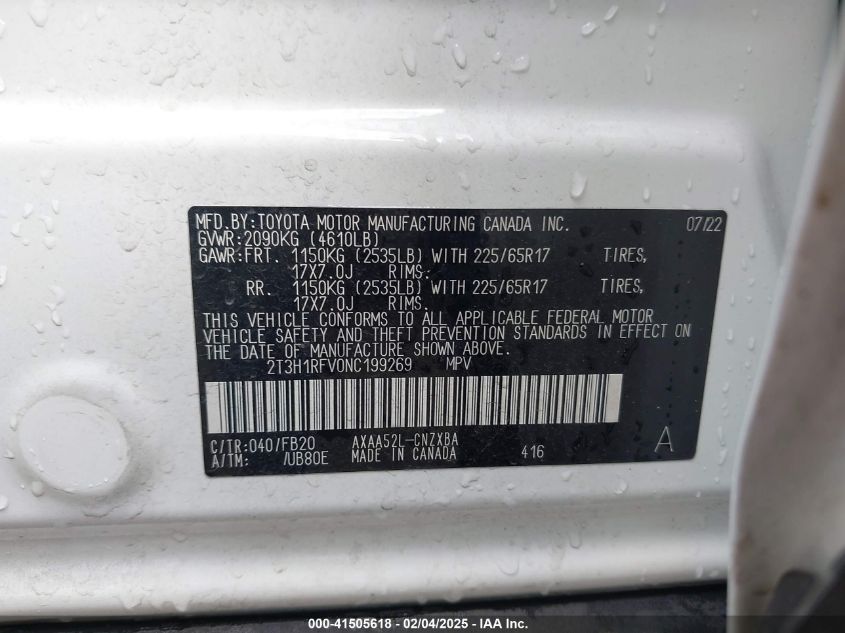 MFD.BY:TOYOTA MOTOR MANUFACTURING CANADA INC. 07/22
GVWR:2090KG (4610LB)
GAWR:FRT. 1150KG (2535LB) WITH 225/65R17 TIRES,
17X7.0J RIMS.
RR. 1150KG (2535LB) WITH 225/65R17 TIRES,
17X7.0J RIMS.
THIS VEHICLE CONFORMS TO ALL APPLICABLE FEDERAL MOTOR
VEHICLE SAFETY AND THEFT PREVENTION STANDARDS IN EFFECT ON
THE DATE OF MANUFACTURE SHOWN ABOVE.
2T3H1RFV0NC199269 MPV
C/TR:040/FB20 AXAA52L-CNZXBA A
A/TM: /UB80E MADE IN CANADA 416
000-41505618 - 02/04/2025 - IAA Inc.